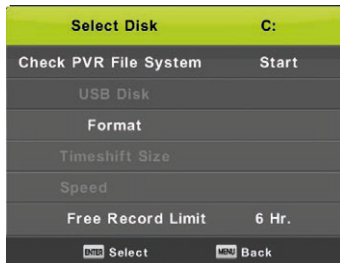 Select Disk C:
Check PVR File System Start
USB Disk
Format
Timeshift Size
Speed
Free Record Limit 6 Hr.
ENTER Select MENU Back